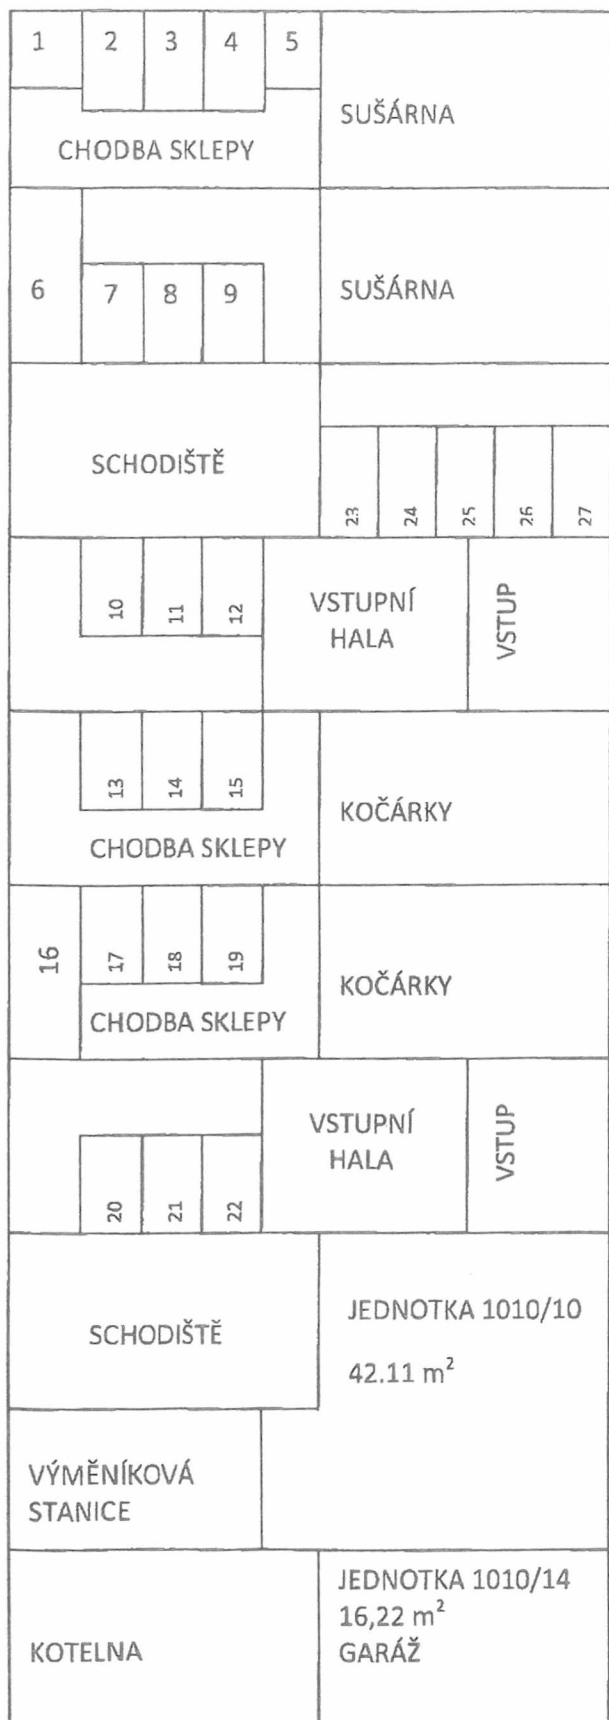 1 2 3 4 5
SUŠÁRNA
CHODBA SKLEPY
6 7 8 9
SUŠÁRNA
SCHODIŠTĚ
23 24 25 26 27
10 11 12
VSTUPNÍ
HALA
VSTUP
13 14 15
KOČÁRKY
CHODBA SKLEPY
16 17 18 19
KOČÁRKY
CHODBA SKLEPY
VSTUPNÍ
HALA
VSTUP
20 21 22
SCHODIŠTĚ
JEDNOTKA 1010/10
42.11 m²
VÝMĚNÍKOVÁ
STANICE
KOTELNA
JEDNOTKA 1010/14
16,22 m²
GARÁŽ